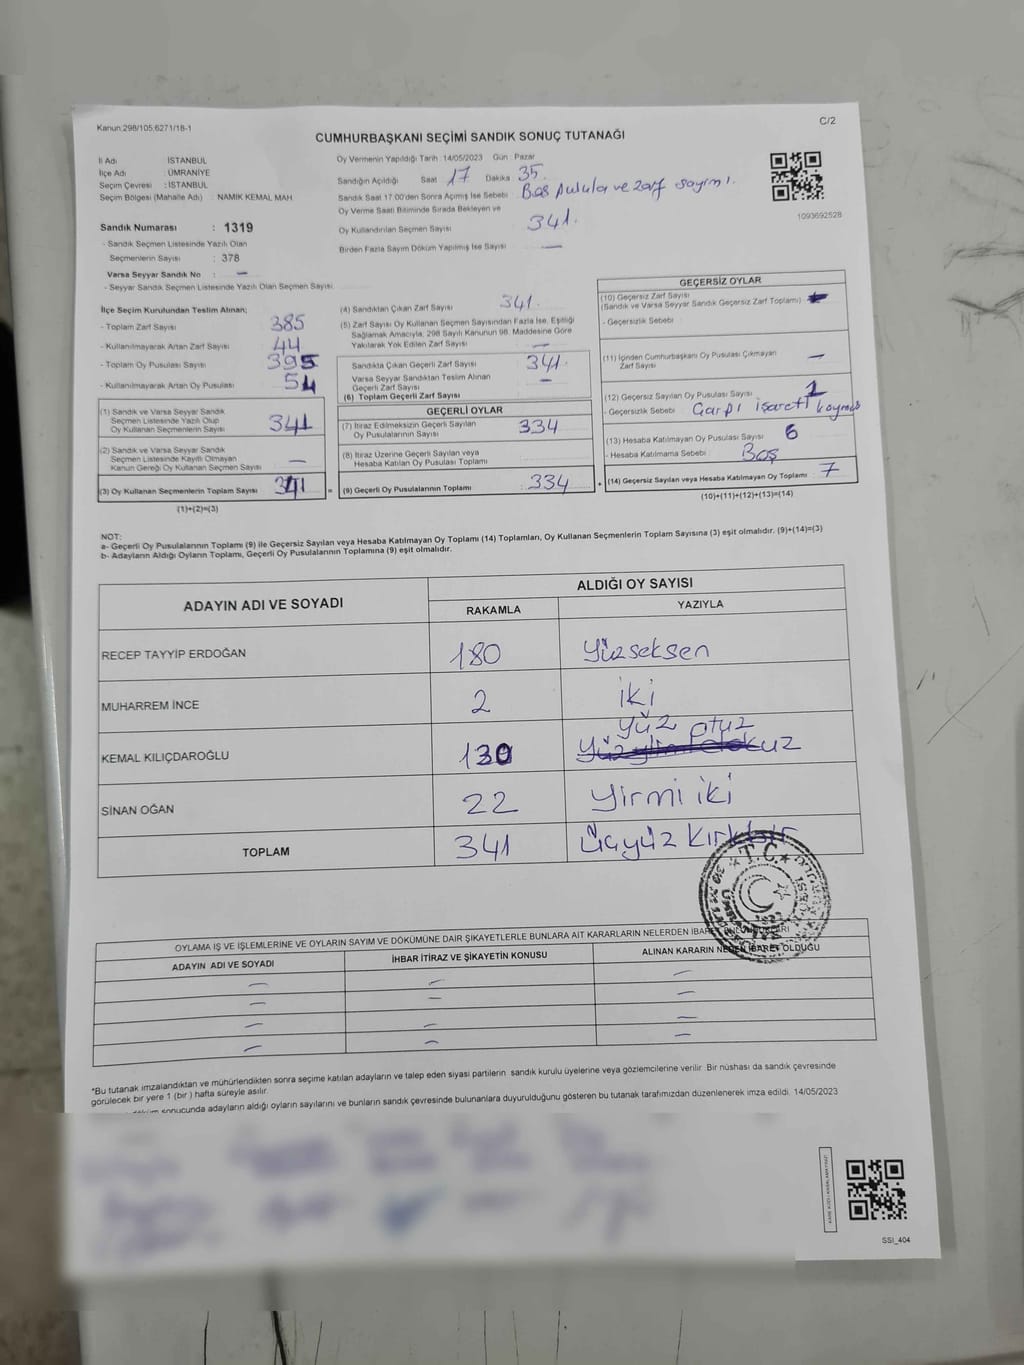 Kanun:298/105,6271/18-1
C/2
CUMHURBAŞKANI SEÇİMİ SANDIK SONUÇ TUTANAĞI
İl Adı : İSTANBUL
İlçe Adı : ÜMRANİYE
Seçim Çevresi : İSTANBUL
Seçim Bölgesi (Mahalle Adı) : NAMIK KEMAL MAH.
Sandık Numarası : 1319
- Sandık Seçmen Listesinde Yazılı Olan
Seçmenlerin Sayısı : 378
Varsa Seyyar Sandık No : –
- Seyyar Sandık Seçmen Listesinde Yazılı Olan Seçmen Sayısı:
Oy Vermenin Yapıldığı Tarih :14/05/2023 Gün : Pazar
Sandığın Açıldığı Saat 17 Dakika : 35
Sandık Saat 17:00'den Sonra Açılmış İse Sebebi : Boş Pulula ve zarf sayımı.
Oy Verme Saati Bitiminde Sırada Bekleyen ve
Oy Kullandırılan Seçmen Sayısı 341.
Birden Fazla Sayım Döküm Yapılmış İse Sayısı –
1093692528
İlçe Seçim Kurulundan Teslim Alınan;
- Toplam Zarf Sayısı 385
- Kullanılmayarak Artan Zarf Sayısı 44
- Toplam Oy Pusulası Sayısı 395
- Kullanılmayarak Artan Oy Pusulası 54
(1) Sandık ve Varsa Seyyar Sandık
Seçmen Listesinde Yazılı Olup
Oy Kullanan Seçmenlerin Sayısı 341
(2) Sandık ve Varsa Seyyar Sandık
Seçmen Listesinde Kayıtlı Olmayan
Kanun Gereği Oy Kullanan Seçmen Sayısı –
(3) Oy Kullanan Seçmenlerin Toplam Sayısı 341
(1)+(2)=(3)
(4) Sandıktan Çıkan Zarf Sayısı 341.
(5) Zarf Sayısı Oy Kullanan Seçmen Sayısından Fazla İse, Eşitliği
Sağlamak Amacıyla, 298 Sayılı Kanunun 98. Maddesine Göre
Yakılarak Yok Edilen Zarf Sayısı –
Sandıkta Çıkan Geçerli Zarf Sayısı 341.
Varsa Seyyar Sandıktan Teslim Alınan
Geçerli Zarf Sayısı –
(6) Toplam Geçerli Zarf Sayısı
GEÇERLİ OYLAR
(7) İtiraz Edilmeksizin Geçerli Sayılan
Oy Pusulalarının Sayısı 334
(8) İtiraz Üzerine Geçerli Sayılan veya
Hesaba Katılan Oy Pusulası Toplamı
= (9) Geçerli Oy Pusulalarının Toplamı : 334 +
GEÇERSİZ OYLAR
(10) Geçersiz Zarf Sayısı
(Sandık ve Varsa Seyyar Sandık Geçersiz Zarf Toplamı)
- Geçersizlik Sebebi :
(11) İçinden Cumhurbaşkanı Oy Pusulası Çıkmayan
Zarf Sayısı –
(12) Geçersiz Sayılan Oy Pusulası Sayısı 1
- Geçersizlik Sebebi : Çarpı işareti koymuş
(13) Hesaba Katılmayan Oy Pusulası Sayısı 6
- Hesaba Katılmama Sebebi : Boş
(14) Geçersiz Sayılan veya Hesaba Katılmayan Oy Toplamı : 7
(10)+(11)+(12)+(13)=(14)
NOT:
a- Geçerli Oy Pusulalarının Toplamı (9) ile Geçersiz Sayılan veya Hesaba Katılmayan Oy Toplamı (14) Toplamları, Oy Kullanan Seçmenlerin Toplam Sayısına (3) eşit olmalıdır. (9)+(14)=(3)
b- Adayların Aldığı Oyların Toplamı, Geçerli Oy Pusulalarının Toplamına (9) eşit olmalıdır.
ADAYIN ADI VE SOYADI
ALDIĞI OY SAYISI
RAKAMLA YAZIYLA
RECEP TAYYİP ERDOĞAN 180 Yüzseksen
MUHARREM İNCE 2 iki
KEMAL KILIÇDAROĞLU 130 yüz otuz
SİNAN OĞAN 22 Yirmi iki
TOPLAM 341 Üçyüz Kırkbir
T.C.
OYLAMA İŞ VE İŞLEMLERİNE VE OYLARIN SAYIM VE DÖKÜMÜNE DAİR ŞİKAYETLERLE BUNLARA AİT KARARLARIN NELERDEN İBARET BULUNDUKLARI
ADAYIN ADI VE SOYADI İHBAR İTİRAZ VE ŞİKAYETİN KONUSU ALINAN KARARIN NEDEN İBARET OLDUĞU
– – –
– – –
– – –
– – –
*Bu tutanak imzalandıktan ve mühürlendikten sonra seçime katılan adayların ve talep eden siyasi partilerin sandık kurulu üyelerine veya gözlemcilerine verilir. Bir nüshası da sandık çevresinde
görülecek bir yere 1 (bir) hafta süreyle asılır.
sonucunda adayların aldığı oyların sayılarını ve bunların sandık çevresinde bulunanlara duyurulduğunu gösteren bu tutanak tarafımızdan düzenlenerek imza edildi. 14/05/2023
SSI_404